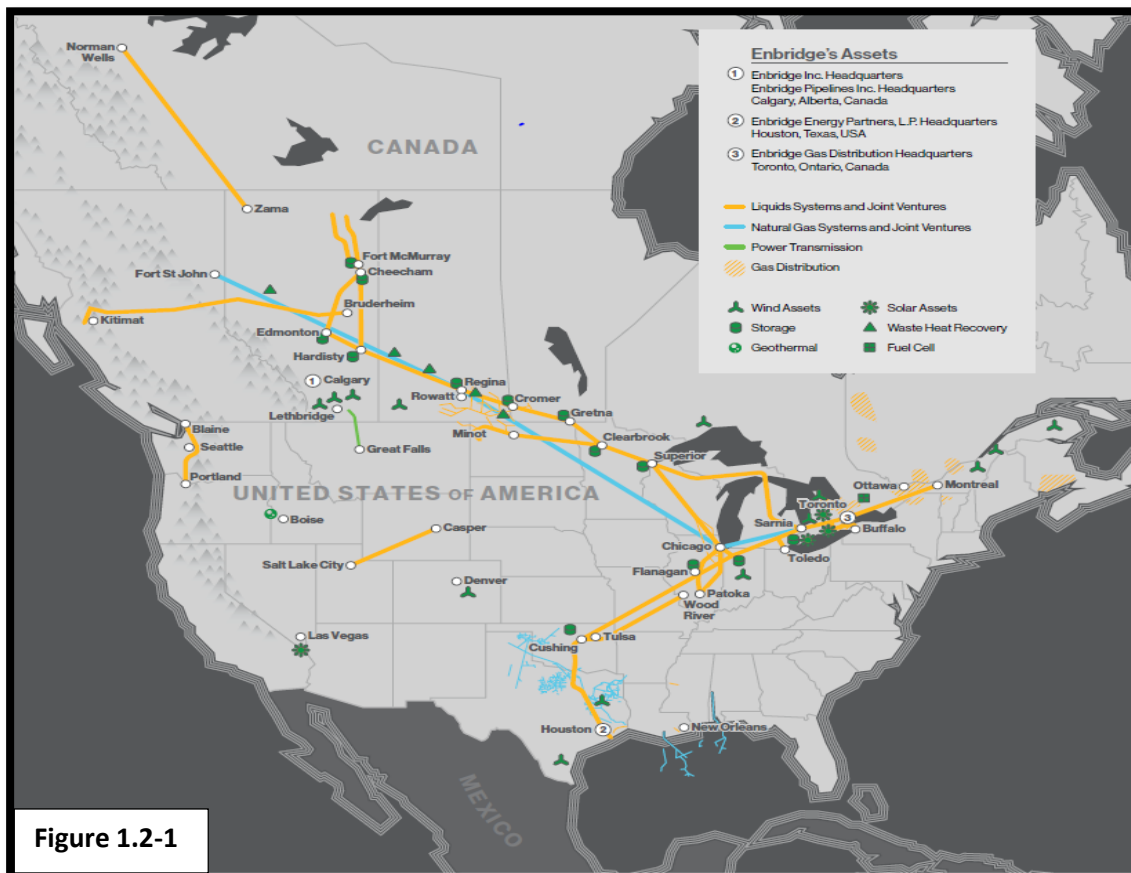 Norman
Wells
CANADA
Zama
Fort McMurray
Cheecham
Fort St John
Bruderheim
Kitimat
Edmonton
Hardisty
1 Calgary
Regina
Rowatt
Cromer
Lethbridge
Gretna
Blaine
Minot
Clearbrook
Seattle
Great Falls
Superior
Portland
UNITED STATES OF AMERICA
Ottawa
Montreal
Toronto
3
Boise
Casper
Sarnia
Buffalo
Chicago
Toledo
Salt Lake City
Flanagan
Denver
Patoka
Wood
River
Las Vegas
Tulsa
Cushing
Houston 2
New Orleans
MEXICO
Enbridge's Assets
1 Enbridge Inc. Headquarters
Enbridge Pipelines Inc. Headquarters
Calgary, Alberta, Canada
2 Enbridge Energy Partners, L.P. Headquarters
Houston, Texas, USA
3 Enbridge Gas Distribution Headquarters
Toronto, Ontario, Canada
Liquids Systems and Joint Ventures
Natural Gas Systems and Joint Ventures
Power Transmission
Gas Distribution
Wind Assets
Solar Assets
Storage
Waste Heat Recovery
Geothermal
Fuel Cell
Figure 1.2-1